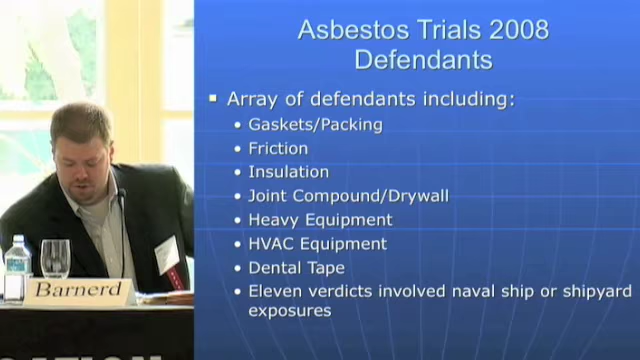 Asbestos Trials 2008
Defendants
Array of defendants including:
Gaskets/Packing
Friction
Insulation
Joint Compound/Drywall
Heavy Equipment
HVAC Equipment
Dental Tape
Eleven verdicts involved naval ship or shipyard
exposures
Barnerd